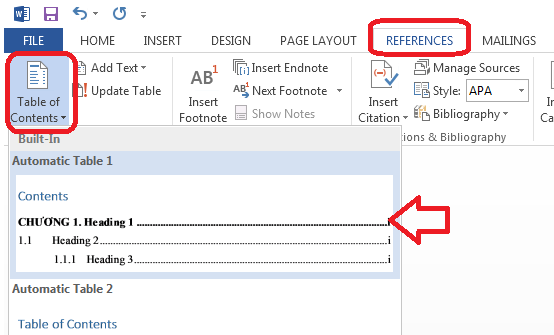 FILE HOME INSERT DESIGN PAGE LAYOUT REFERENCES MAILINGS
Table of
Contents
Add Text
Update Table
AB1
Insert
Footnote
Insert Endnote
Next Footnote
Show Notes
Insert
Citation
Manage Sources
Style: APA
Bibliography
ons & Bibliography
Built-In
Automatic Table 1
Contents
CHƯƠNG 1. Heading 1 ........ i
1.1 Heading 2 ........ i
1.1.1 Heading 3 ........ i
Automatic Table 2
Table of Contents